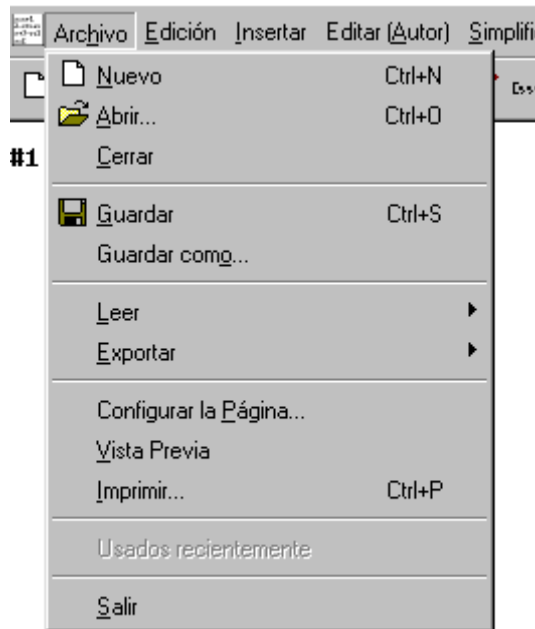 Archivo Edición Insertar Editar (Autor) Simplifi
Nuevo Ctrl+N
Abrir... Ctrl+O
#1 Cerrar
Guardar Ctrl+S
Guardar como...
Leer
Exportar
Configurar la Página...
Vista Previa
Imprimir... Ctrl+P
Usados recientemente
Salir